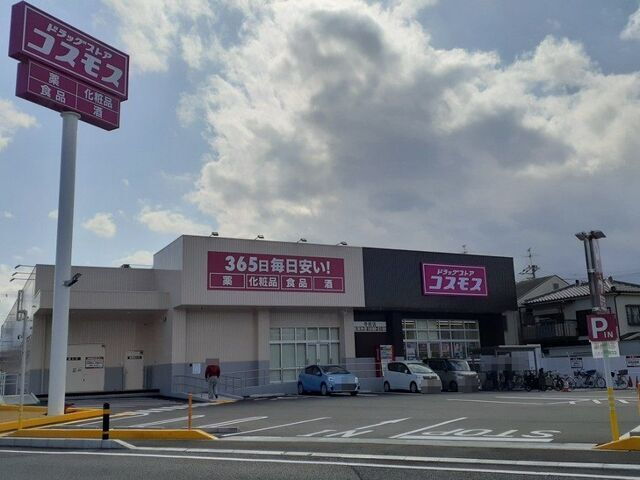 ドラッグストア
コスモス
薬 化粧品
食品 酒
365日毎日安い!
薬 化粧品 食品 酒
ドラッグストア
コスモス
P
IN
STOP